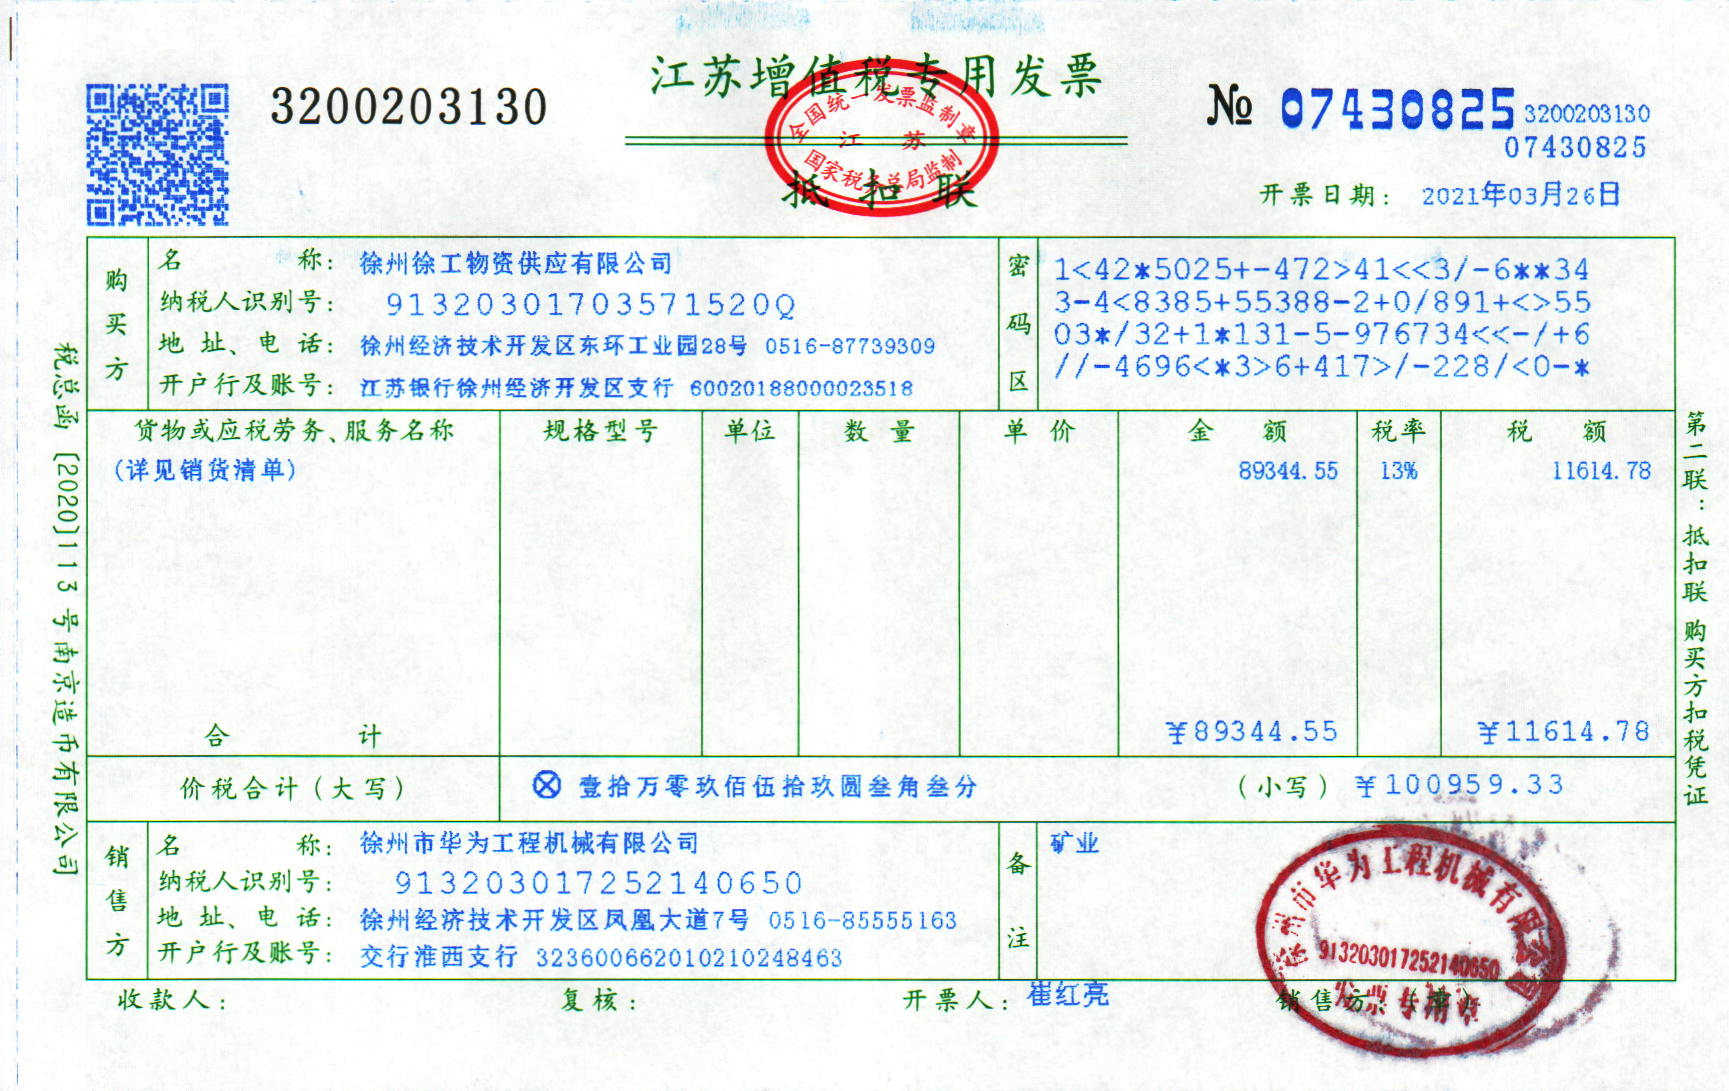 江苏增值税专用发票
3200203130
№ 07430825
3200203130
07430825
全国统一发票监制章
江苏
国家税务总局监制
抵扣联
开票日期: 2021年03月26日
购买方
名称: 徐州徐工物资供应有限公司
纳税人识别号: 91320301703571520Q
地址、电话: 徐州经济技术开发区东环工业园28号 0516-87739309
开户行及账号: 江苏银行徐州经济开发区支行 60020188000023518
密码区
1<42*5025+-472>41<<3/-6**34
3-4<8385+55388-2+0/891+<>55
03*/32+1*131-5-976734<<-/+6
//-4696<*3>6+417>/-228/<0-*
货物或应税劳务、服务名称 规格型号 单位 数量 单价 金额 税率 税额
(详见销货清单) 89344.55 13% 11614.78
合计 ¥89344.55 ¥11614.78
价税合计(大写) ⊗ 壹拾万零玖佰伍拾玖圆叁角叁分 (小写) ¥100959.33
销售方
名称: 徐州市华为工程机械有限公司
纳税人识别号: 913203017252140650
地址、电话: 徐州经济技术开发区凤凰大道7号 0516-85555163
开户行及账号: 交行淮西支行 323600662010210248463
备注
矿业
收款人: 复核: 开票人: 崔红亮 销售方:(章)
徐州市华为工程机械有限公司
913203017252140650
发票专用章
税总函〔2020〕113号南京造币有限公司
第二联:抵扣联 购买方扣税凭证